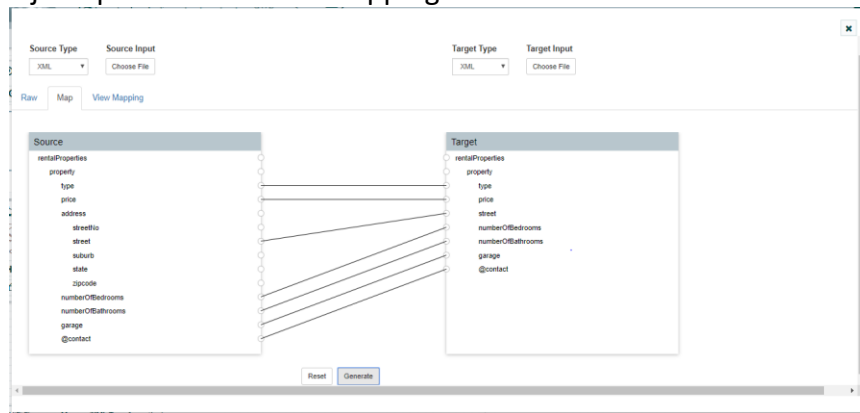 Source Type Source Input Target Type Target Input
XML Choose File XML Choose File
Raw Map View Mapping
Source Target
rentalProperties rentalProperties
property property
type type
price price
address street
streetNo numberOfBedrooms
street numberOfBathrooms
suburb garage
state @contact
zipcode
numberOfBedrooms
numberOfBathrooms
garage
@contact
Reset Generate